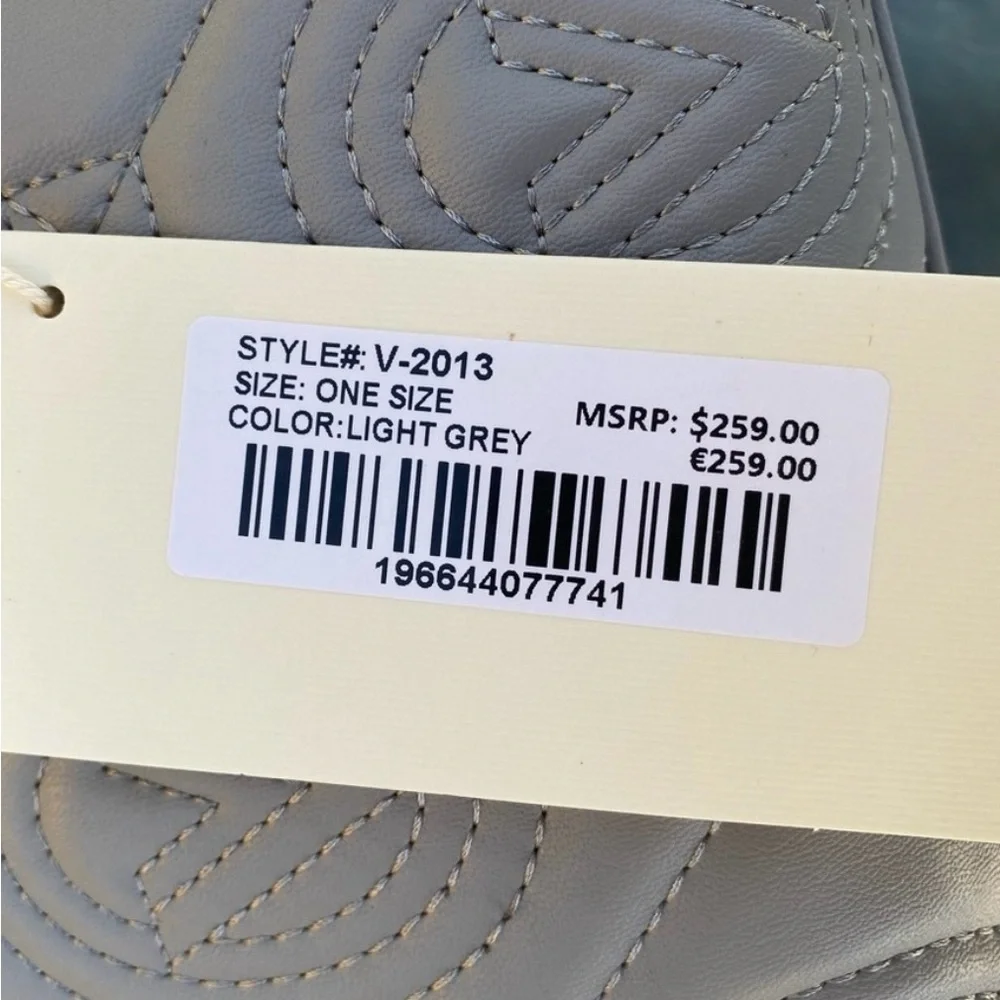 STYLE#: V-2013
SIZE: ONE SIZE
COLOR:LIGHT GREY
MSRP: $259.00
€259.00
196644077741